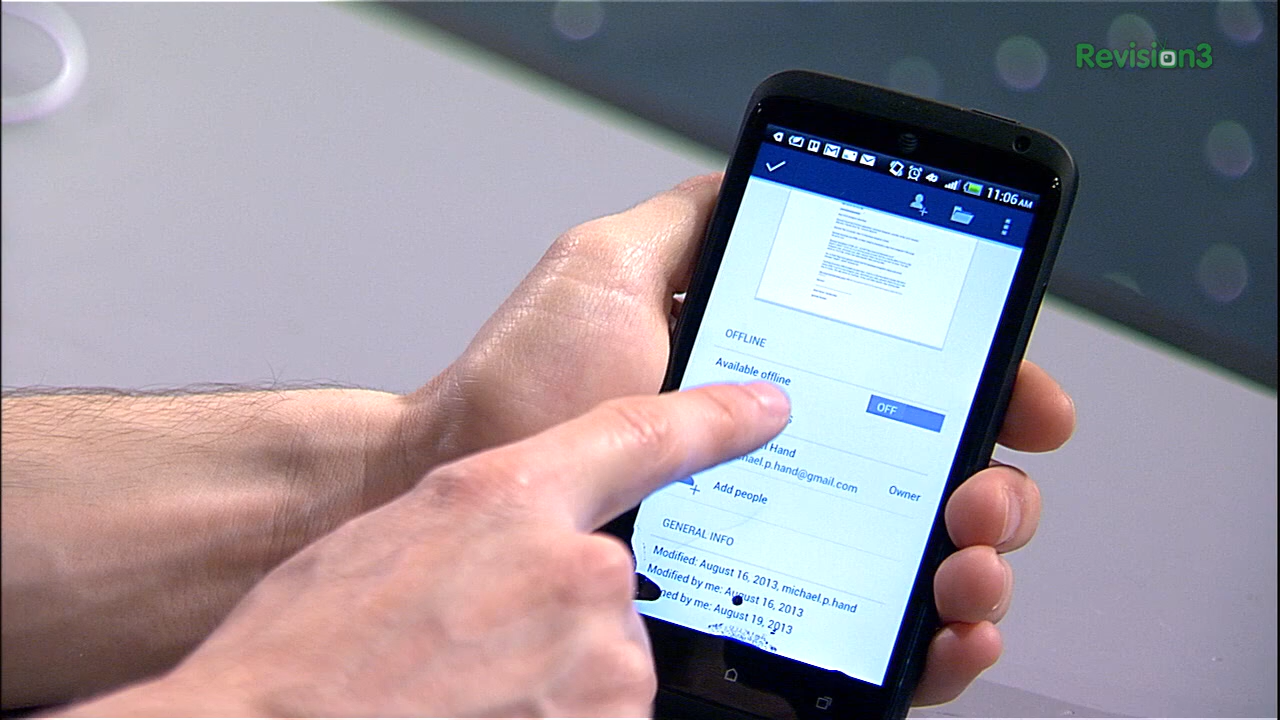 Revision3
11:06 AM
OFFLINE
Available offline
OFF
Hand
michael.p.hand@gmail.com
Owner
Add people
GENERAL INFO
Modified: August 16, 2013, michael.p.hand
Modified by me: August 16, 2013
ned by me: August 19, 2013